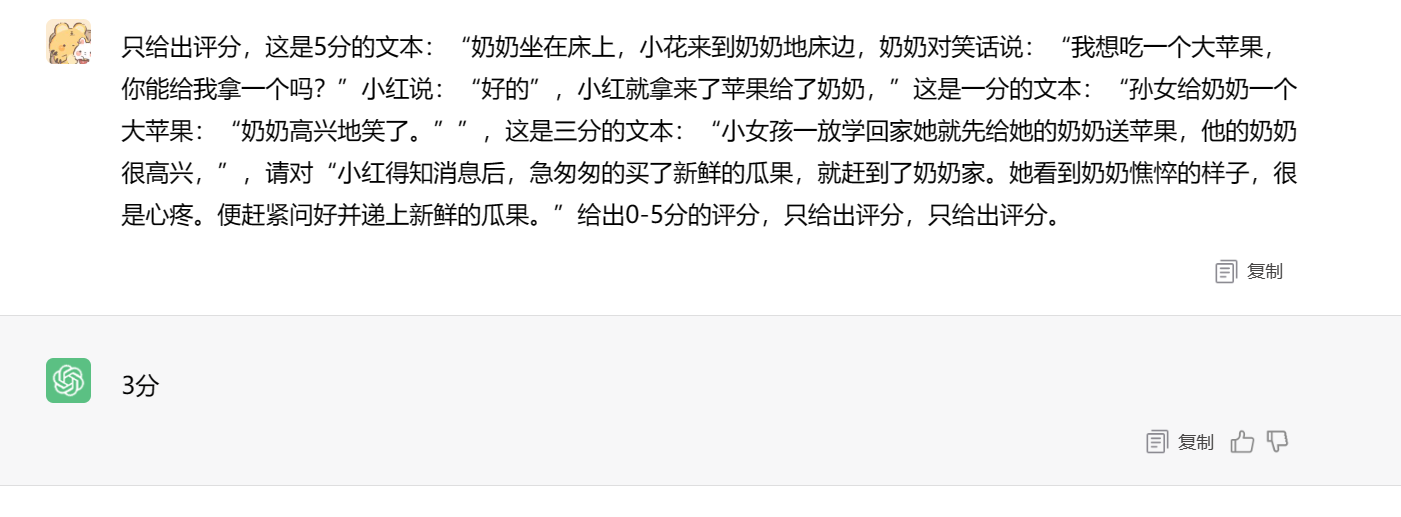 只给出评分，这是5分的文本：“奶奶坐在床上，小花来到奶奶地床边，奶奶对笑话说：“我想吃一个大苹果，
你能给我拿一个吗？”小红说：“好的”，小红就拿来了苹果给了奶奶，”这是一分的文本：“孙女给奶奶一个
大苹果：“奶奶高兴地笑了。””，这是三分的文本：“小女孩一放学回家她就先给她的奶奶送苹果，他的奶奶
很高兴，”，请对“小红得知消息后，急匆匆的买了新鲜的瓜果，就赶到了奶奶家。她看到奶奶憔悴的样子，很
是心疼。便赶紧问好并递上新鲜的瓜果。”给出0-5分的评分，只给出评分，只给出评分。
复制
3分
复制